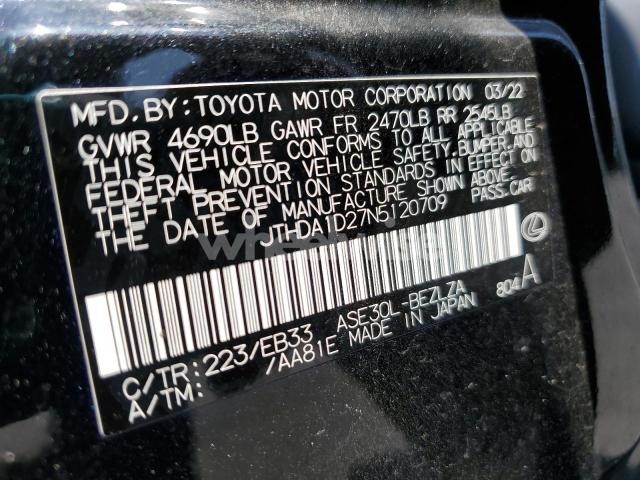 MFD. BY: TOYOTA MOTOR CORPORATION 03/22
GVWR 4690LB GAWR FR 2470LB RR 2545LB
THIS VEHICLE CONFORMS TO ALL APPLICABLE
FEDERAL MOTOR VEHICLE SAFETY, BUMPER, AND
THEFT PREVENTION STANDARDS IN EFFECT ON
THE DATE OF MANUFACTURE SHOWN ABOVE.
JTHDA1D27N5120709 PASS CAR
C/TR: 223/EB33 ASE30L-BEZLZA 804A
A/TM: /AA81E MADE IN JAPAN